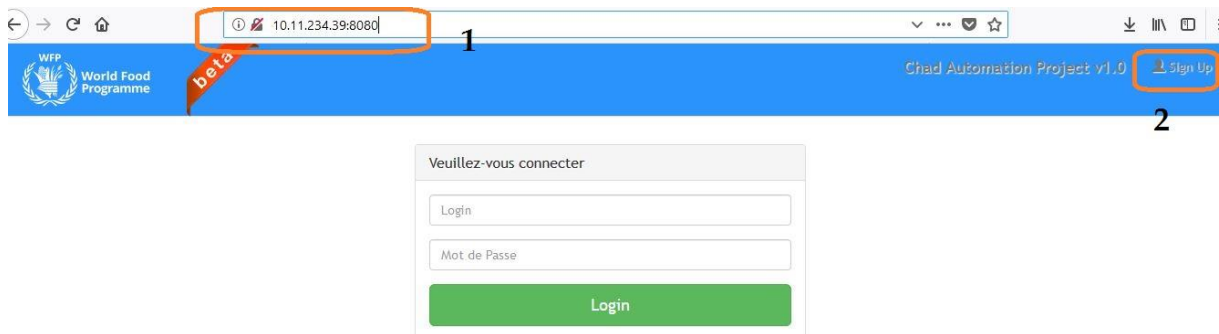 10.11.234.39:8080
1
WFP
World Food
Programme
beta
Chad Automation Project v1.0
Sign Up
2
Veuillez-vous connecter
Login
Mot de Passe
Login